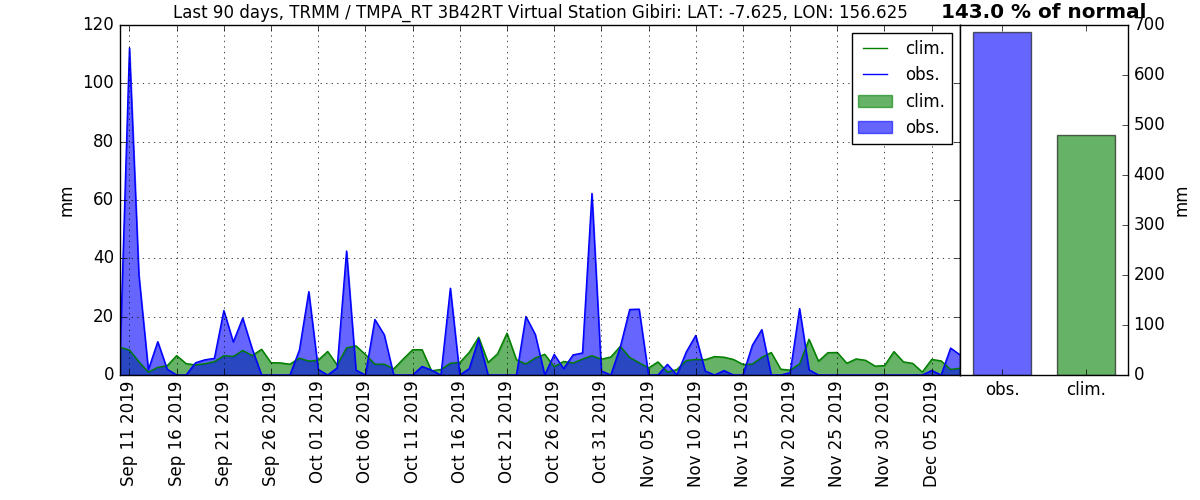 Last 90 days, TRMM / TMPA_RT 3B42RT Virtual Station Gibiri: LAT: -7.625, LON: 156.625
143.0 % of normal
120
100
80
60
40
20
0
mm
clim.
obs.
clim.
obs.
700
600
500
400
300
200
100
0
mm
obs.
clim.
Sep 11 2019
Sep 16 2019
Sep 21 2019
Sep 26 2019
Oct 01 2019
Oct 06 2019
Oct 11 2019
Oct 16 2019
Oct 21 2019
Oct 26 2019
Oct 31 2019
Nov 05 2019
Nov 10 2019
Nov 15 2019
Nov 20 2019
Nov 25 2019
Nov 30 2019
Dec 05 2019